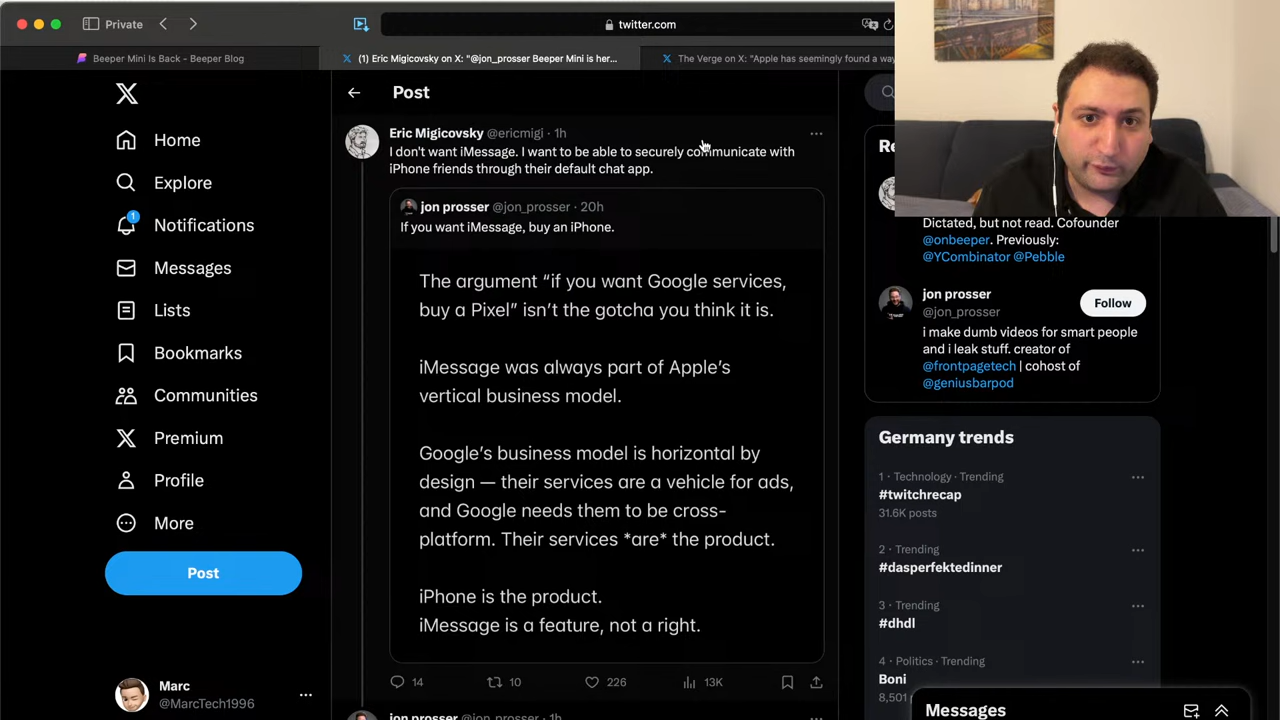 Private
twitter.com
Beeper Mini Is Back - Beeper Blog
(1) Eric Migicovsky on X: "@jon_prosser Beeper Mini is her...
The Verge on X: "Apple has seemingly found a way
Home
Explore
1
Notifications
Messages
Lists
Bookmarks
Communities
Premium
Profile
More
Post
Marc
@MarcTech1996
Post
Eric Migicovsky @ericmigi · 1h
I don't want iMessage. I want to be able to securely communicate with
iPhone friends through their default chat app.
jon prosser @jon_prosser · 20h
If you want iMessage, buy an iPhone.
The argument “if you want Google services,
buy a Pixel” isn’t the gotcha you think it is.
iMessage was always part of Apple’s
vertical business model.
Google’s business model is horizontal by
design — their services are a vehicle for ads,
and Google needs them to be cross-
platform. Their services *are* the product.
iPhone is the product.
iMessage is a feature, not a right.
14
10
226
13K
jon prosser @jon_prosser · 1h
Re
Dictated, but not read. Cofounder
@onbeeper. Previously:
@YCombinator @Pebble
jon prosser
@jon_prosser
Follow
i make dumb videos for smart people
and i leak stuff. creator of
@frontpagetech | cohost of
@geniusbarpod
Germany trends
1 · Technology · Trending
#twitchrecap
31.6K posts
2 · Trending
#dasperfektedinner
3 · Trending
#dhdl
4 · Politics · Trending
Boni
8,501
Messages